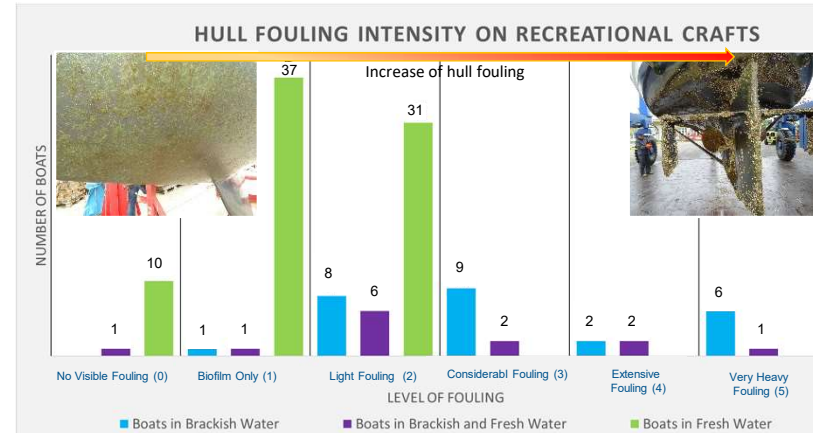 HULL FOULING INTENSITY ON RECREATIONAL CRAFTS
Increase of hull fouling
NUMBER OF BOATS
1
10
1
1
37
8
6
31
9
2
2
2
6
1
No Visible Fouling (0)
Biofilm Only (1)
Light Fouling (2)
Considerabl Fouling (3)
Extensive
Fouling (4)
Very Heavy
Fouling (5)
LEVEL OF FOULING
Boats in Brackish Water
Boats in Brackish and Fresh Water
Boats in Fresh Water